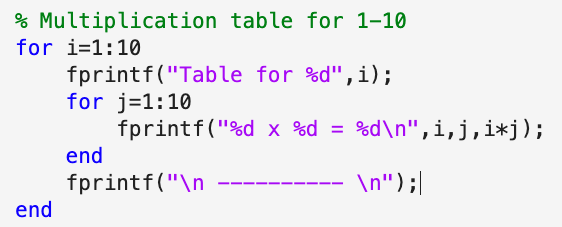 % Multiplication table for 1-10
for i=1:10
    fprintf("Table for %d",i);
    for j=1:10
        fprintf("%d x %d = %d\n",i,j,i*j);
    end
    fprintf("\n ---------- \n");
end